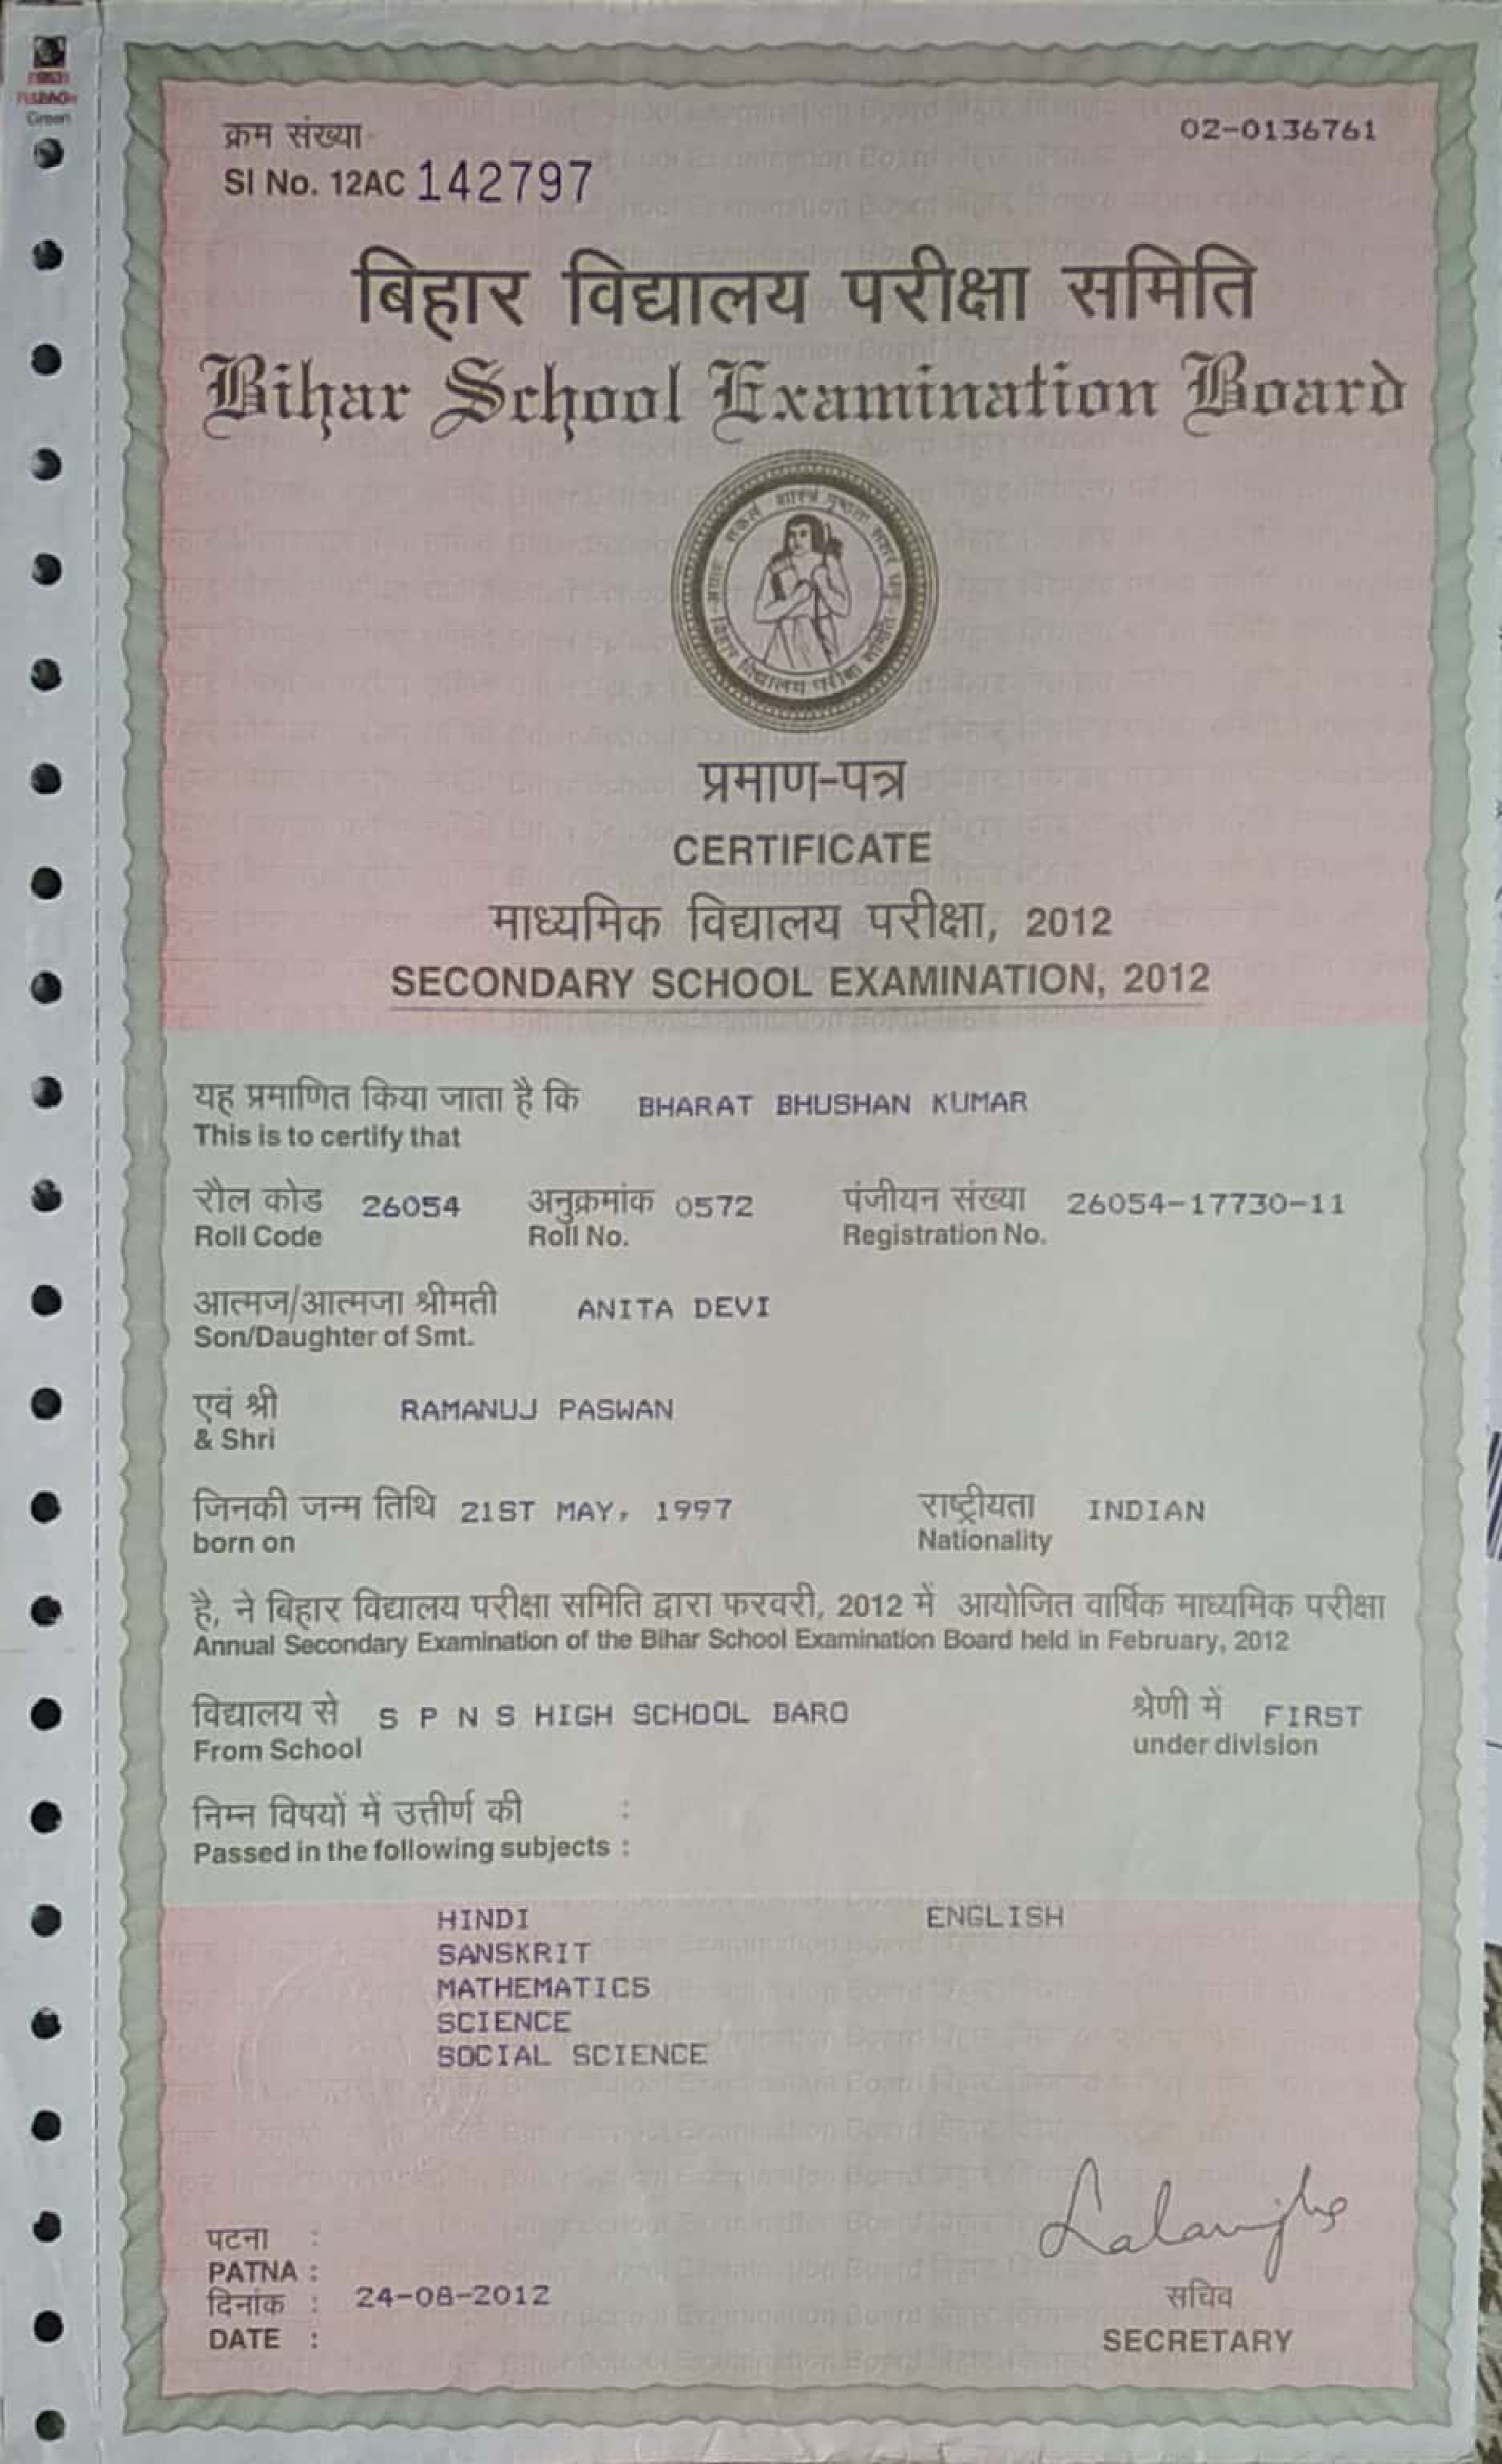 क्रम संख्या
02-0136761
Sl No. 12AC 142797
बिहार विद्यालय परीक्षा समिति
Bihar School Examination Board
बिहार विद्यालय परीक्षा समिति
प्रमाण-पत्र
CERTIFICATE
माध्यमिक विद्यालय परीक्षा, 2012
SECONDARY SCHOOL EXAMINATION, 2012
यह प्रमाणित किया जाता है कि BHARAT BHUSHAN KUMAR
This is to certify that
रौल कोड 26054 अनुक्रमांक 0572 पंजीयन संख्या 26054-17730-11
Roll Code Roll No. Registration No.
आत्मज/आत्मजा श्रीमती ANITA DEVI
Son/Daughter of Smt.
एवं श्री RAMANUJ PASWAN
& Shri
जिनकी जन्म तिथि 21ST MAY, 1997 राष्ट्रीयता INDIAN
born on Nationality
है, ने बिहार विद्यालय परीक्षा समिति द्वारा फरवरी, 2012 में आयोजित वार्षिक माध्यमिक परीक्षा
Annual Secondary Examination of the Bihar School Examination Board held in February, 2012
विद्यालय से S P N S HIGH SCHOOL BARO श्रेणी में FIRST
From School under division
निम्न विषयों में उत्तीर्ण की :
Passed in the following subjects :
HINDI ENGLISH
SANSKRIT
MATHEMATICS
SCIENCE
SOCIAL SCIENCE
पटना :
PATNA :
दिनांक : 24-08-2012
DATE :
सचिव
SECRETARY